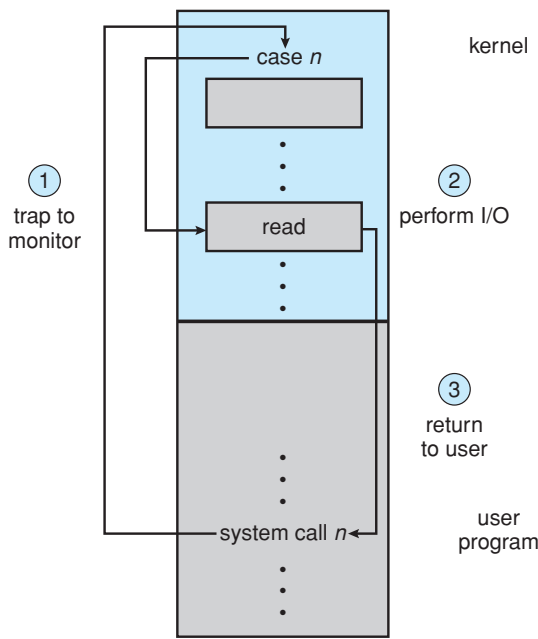 kernel
case n
1
trap to
monitor
2
perform I/O
read
3
return
to user
system call n
user
program